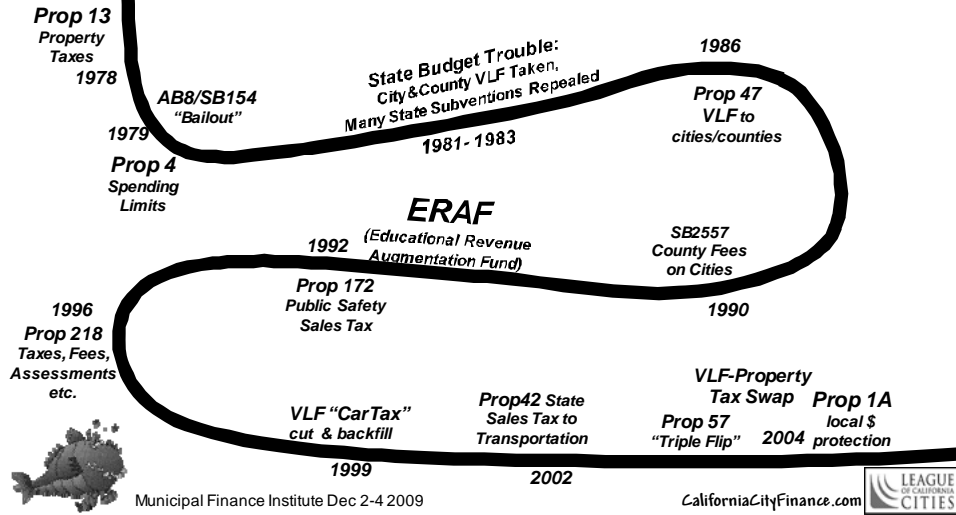 Prop 13
Property
Taxes
1978
AB8/SB154
“Bailout”
1979
Prop 4
Spending
Limits
State Budget Trouble:
City&County VLF Taken,
Many State Subventions Repealed
1981-1983
1986
Prop 47
VLF to
cities/counties
SB2557
County Fees
on Cities
1990
ERAF
(Educational Revenue
Augmentation Fund)
1992
Prop 172
Public Safety
Sales Tax
1996
Prop 218
Taxes, Fees,
Assessments
etc.
VLF “CarTax”
cut & backfill
1999
Prop42 State
Sales Tax to
Transportation
2002
VLF-Property
Tax Swap
Prop 57
“Triple Flip”
2004
Prop 1A
local $
protection
Municipal Finance Institute Dec 2-4 2009
CaliforniaCityFinance.com
LEAGUE
OF CALIFORNIA
CITIES